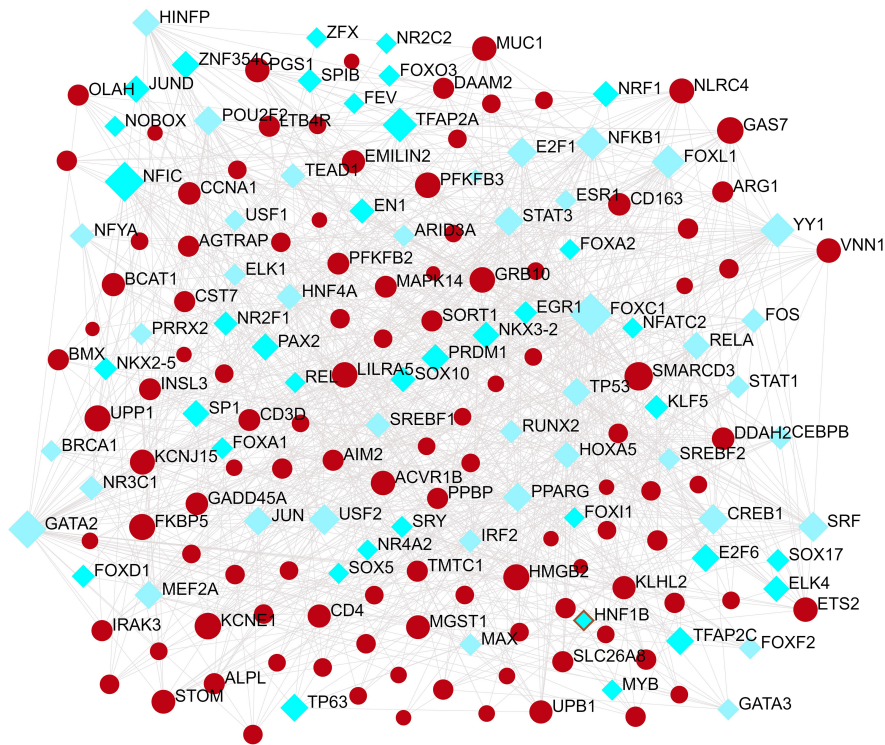 HINFP
ZFX
NR2C2
MUC1
ZNF354C
PGS1
SPIB
FOXO3
DAAM2
NRF1
NLRC4
OLAH
JUND
FEV
NOBOX
POU2F2
LTB4R
TFAP2A
E2F1
NFKB1
GAS7
NFIC
CCNA1
TEAD1
EMILIN2
PFKFB3
FOXL1
ESR1
CD163
ARG1
NFYA
USF1
EN1
ARID3A
STAT3
YY1
AGTRAP
PFKFB2
FOXA2
VNN1
BCAT1
ELK1
MAPK14
GRB10
CST7
HNF4A
EGR1
FOXC1
FOS
PRRX2
NR2F1
SORT1
NKX3-2
NFATC2
PAX2
PRDM1
RELA
BMX
NKX2-5
INSL3
REL
LILRA5
SOX10
TP53
SMARCD3
STAT1
UPP1
SP1
CD3D
SREBF1
RUNX2
KLF5
BRCA1
FOXA1
DDAH2
CEBPB
KCNJ15
AIM2
HOXA5
SREBF2
NR3C1
GADD45A
ACVR1B
PPBP
PPARG
GATA2
FKBP5
JUN
USF2
SRY
FOXI1
CREB1
SRF
NR4A2
IRF2
FOXD1
SOX5
TMTC1
HMGB2
E2F6
SOX17
MEF2A
KLHL2
ELK4
IRAK3
KCNE1
CD4
MGST1
HNF1B
ETS2
MAX
TFAP2C
FOXF2
SLC26A8
STOM
ALPL
TP63
UPB1
MYB
GATA3